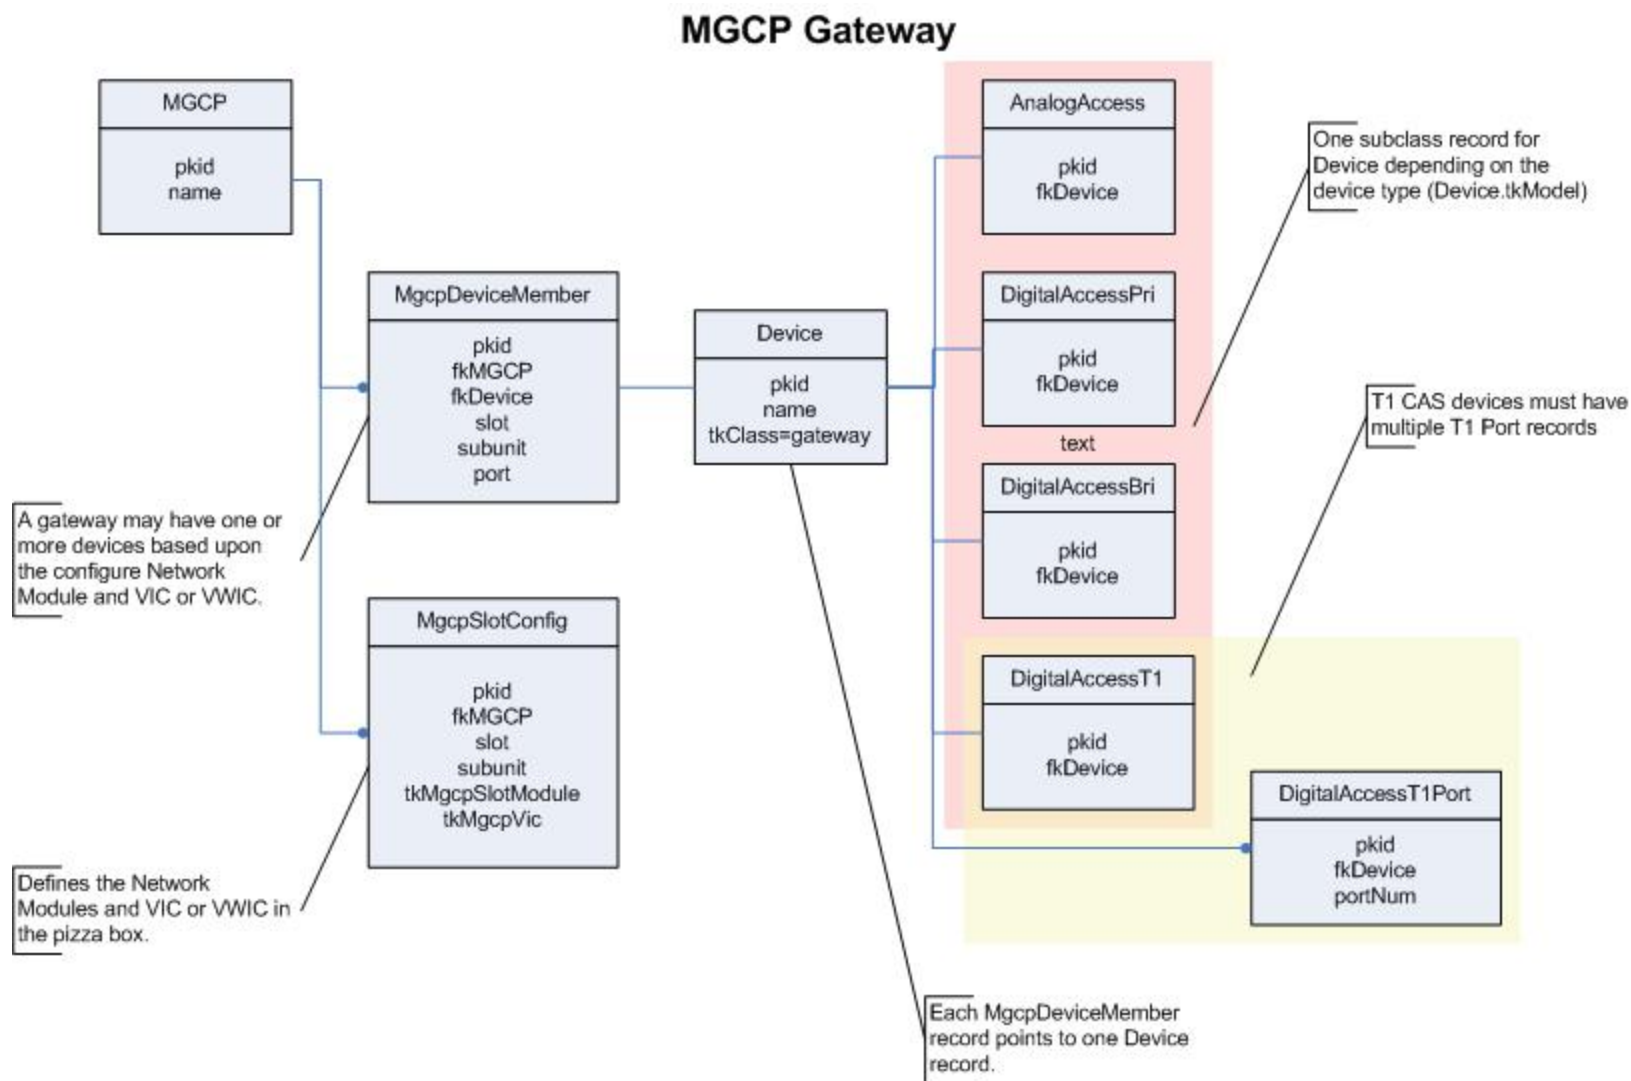 MGCP Gateway
MGCP
pkid
name
MgcpDeviceMember
pkid
fkMGCP
fkDevice
slot
subunit
port
MgcpSlotConfig
pkid
fkMGCP
slot
subunit
tkMgcpSlotModule
tkMgcpVic
A gateway may have one or
more devices based upon
the configure Network
Module and VIC or VWIC.
Defines the Network
Modules and VIC or VWIC in
the pizza box.
Device
pkid
name
tkClass=gateway
Each MgcpDeviceMember
record points to one Device
record.
AnalogAccess
pkid
fkDevice
DigitalAccessPri
pkid
fkDevice
text
DigitalAccessBri
pkid
fkDevice
DigitalAccessT1
pkid
fkDevice
DigitalAccessT1Port
pkid
fkDevice
portNum
One subclass record for
Device depending on the
device type (Device.tkModel)
T1 CAS devices must have
multiple T1 Port records